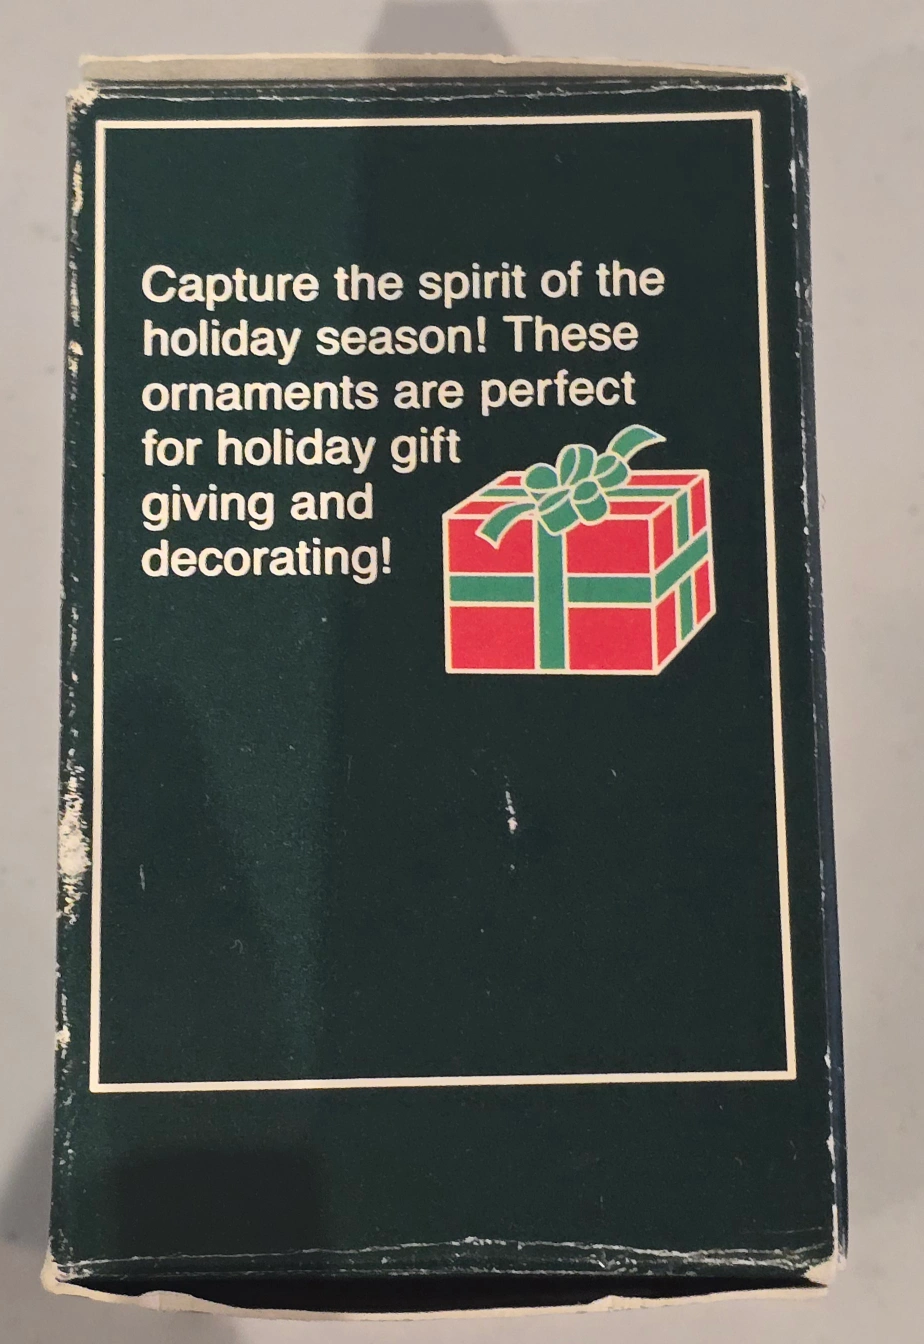 Capture the spirit of the
holiday season! These
ornaments are perfect
for holiday gift
giving and
decorating!